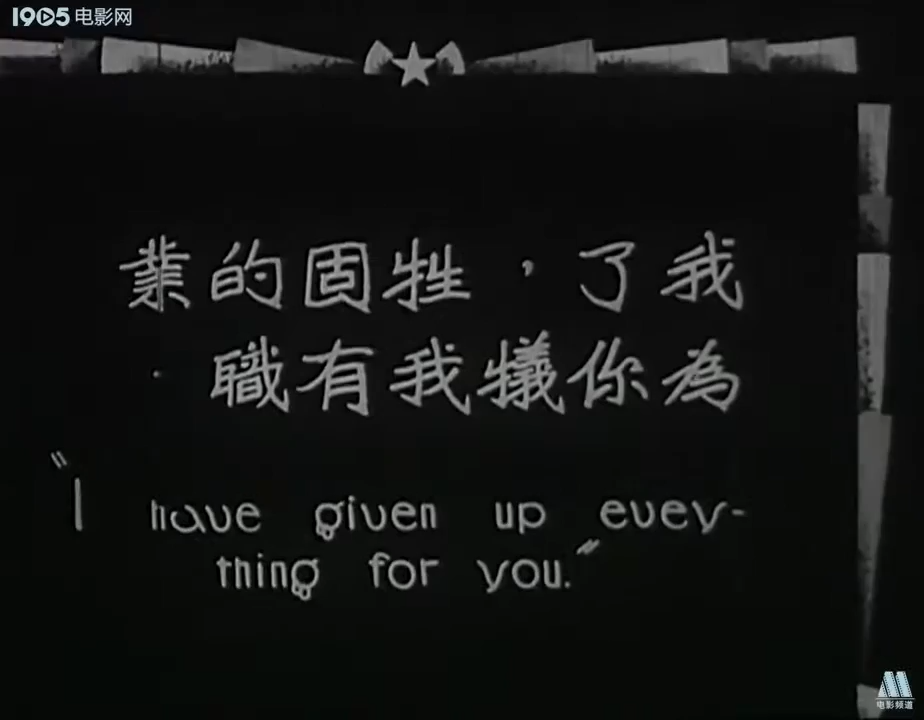 1905电影网
我為
了你
，犧
牲我
固有
的職
業．
"I have given up evey-
thing for you."
电影频道